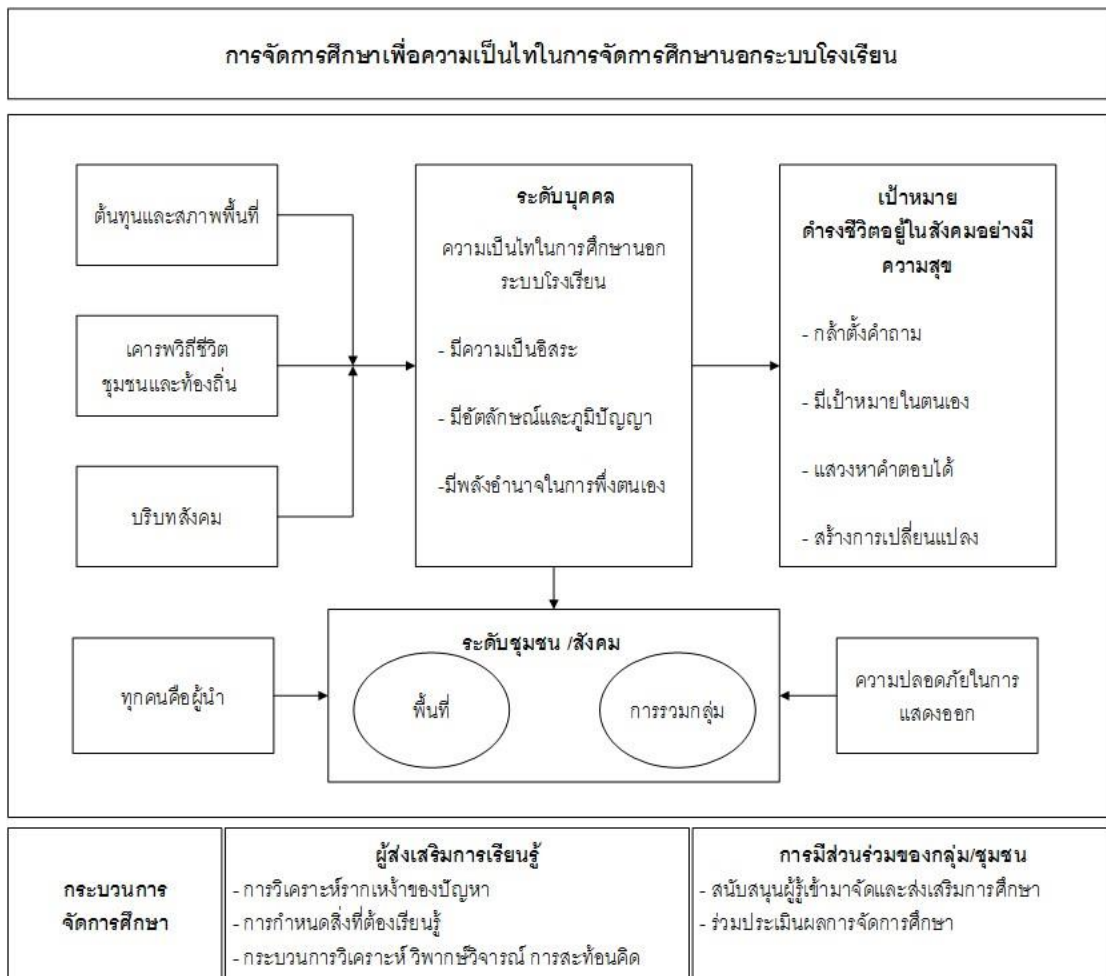 การจัดการศึกษาเพื่อความเป็นไทในการจัดการศึกษานอกระบบโรงเรียน
ต้นทุนและสภาพพื้นที่
เคารพวิถีชีวิต
ชุมชนและท้องถิ่น
บริบทสังคม
ระดับบุคคล
ความเป็นไทในการศึกษานอก
ระบบโรงเรียน
- มีความเป็นอิสระ
- มีอัตลักษณ์และภูมิปัญญา
-มีพลังอำนาจในการพึ่งตนเอง
เป้าหมาย
ดำรงชีวิตอยู่ในสังคมอย่างมี
ความสุข
- กล้าตั้งคำถาม
- มีเป้าหมายในตนเอง
- แสวงหาคำตอบได้
- สร้างการเปลี่ยนแปลง
ทุกคนคือผู้นำ
ระดับชุมชน /สังคม
พื้นที่
การรวมกลุ่ม
ความปลอดภัยในการ
แสดงออก
กระบวนการ
จัดการศึกษา
ผู้ส่งเสริมการเรียนรู้
- การวิเคราะห์รากเหง้าของปัญหา
- การกำหนดสิ่งที่ต้องเรียนรู้
- กระบวนการวิเคราะห์ วิพากษ์วิจารณ์ การสะท้อนคิด
การมีส่วนร่วมของกลุ่ม/ชุมชน
- สนับสนุนผู้รู้เข้ามาจัดและส่งเสริมการศึกษา
- ร่วมประเมินผลการจัดการศึกษา